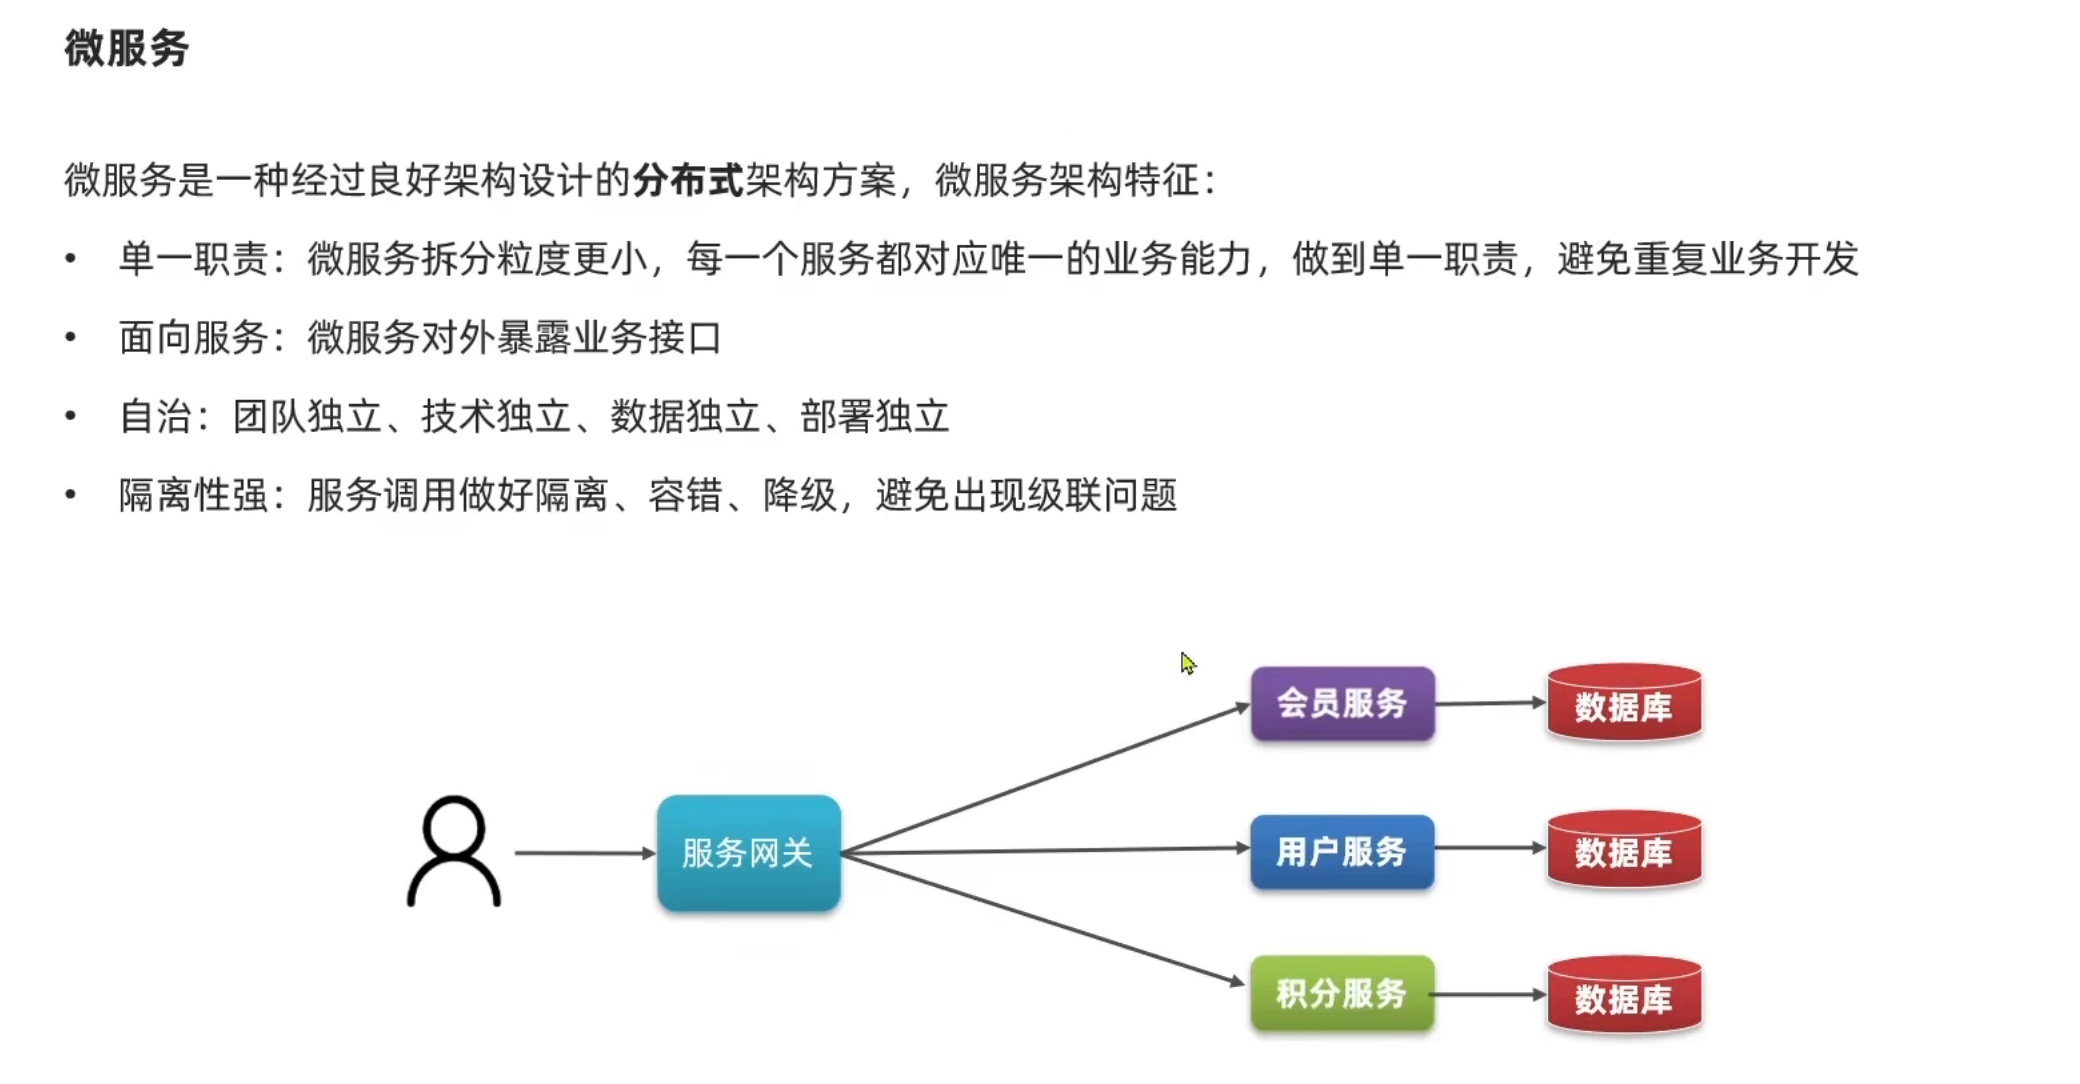 微服务
微服务是一种经过良好架构设计的分布式架构方案，微服务架构特征：
• 单一职责：微服务拆分粒度更小，每一个服务都对应唯一的业务能力，做到单一职责，避免重复业务开发
• 面向服务：微服务对外暴露业务接口
• 自治：团队独立、技术独立、数据独立、部署独立
• 隔离性强：服务调用做好隔离、容错、降级，避免出现级联问题
会员服务
数据库
服务网关
用户服务
数据库
积分服务
数据库